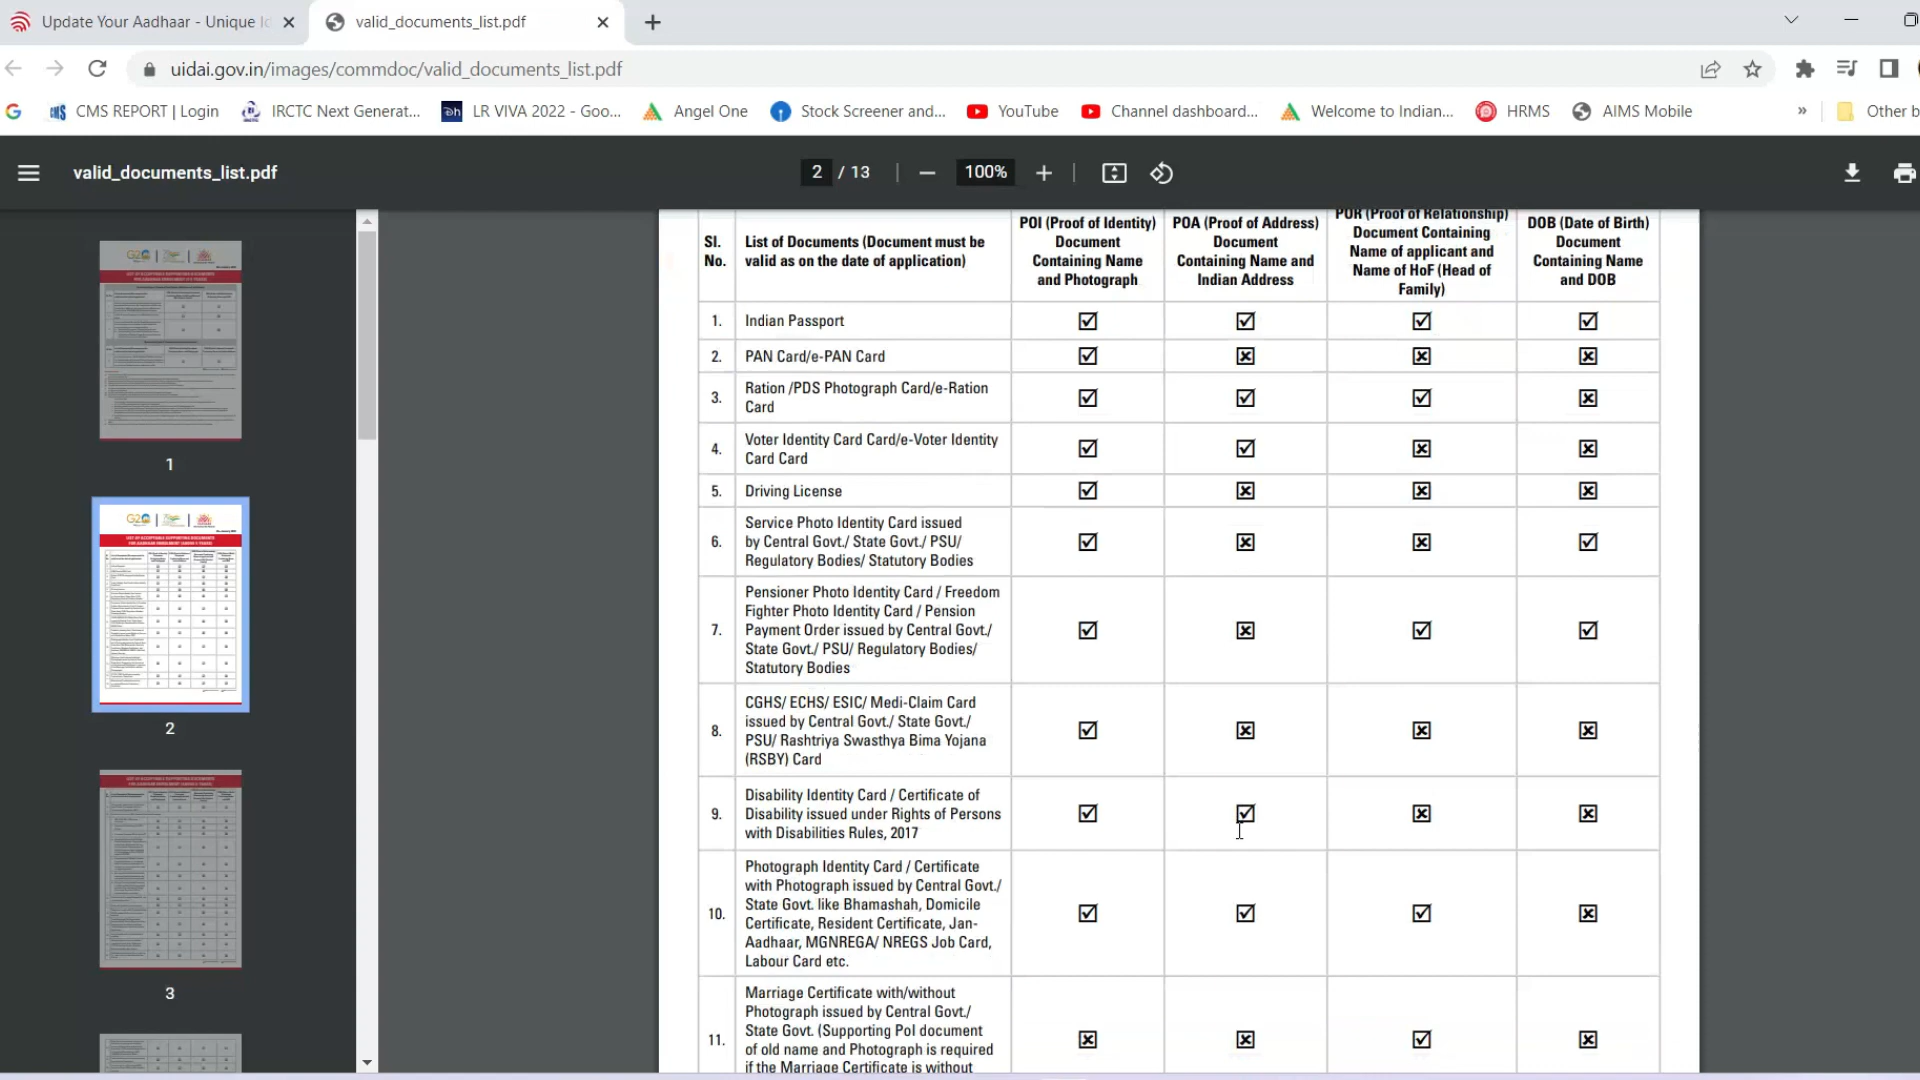 Update Your Aadhaar - Unique Id
valid_documents_list.pdf
uidai.gov.in/images/commdoc/valid_documents_list.pdf
CMS REPORT | Login
IRCTC Next Generat...
LR VIVA 2022 - Goo...
Angel One
Stock Screener and...
YouTube
Channel dashboard...
Welcome to Indian...
HRMS
AIMS Mobile
»
Other b
valid_documents_list.pdf
2 / 13
100%
1
2
3
Sl. No.
List of Documents (Document must be
valid as on the date of application)
POI (Proof of Identity)
Document
Containing Name
and Photograph
POA (Proof of Address)
Document
Containing Name and
Indian Address
POR (Proof of Relationship)
Document Containing
Name of applicant and
Name of HoF (Head of
Family)
DOB (Date of Birth)
Document
Containing Name
and DOB
1. Indian Passport ☑ ☑ ☑ ☑
2. PAN Card/e-PAN Card ☑ ☒ ☒ ☒
3. Ration /PDS Photograph Card/e-Ration
Card ☑ ☑ ☑ ☒
4. Voter Identity Card Card/e-Voter Identity
Card Card ☑ ☑ ☒ ☒
5. Driving License ☑ ☒ ☒ ☒
6. Service Photo Identity Card issued
by Central Govt./ State Govt./ PSU/
Regulatory Bodies/ Statutory Bodies ☑ ☒ ☒ ☑
7. Pensioner Photo Identity Card / Freedom
Fighter Photo Identity Card / Pension
Payment Order issued by Central Govt./
State Govt./ PSU/ Regulatory Bodies/
Statutory Bodies ☑ ☒ ☑ ☑
8. CGHS/ ECHS/ ESIC/ Medi-Claim Card
issued by Central Govt./ State Govt./
PSU/ Rashtriya Swasthya Bima Yojana
(RSBY) Card ☑ ☒ ☒ ☒
9. Disability Identity Card / Certificate of
Disability issued under Rights of Persons
with Disabilities Rules, 2017 ☑ ☑ ☒ ☒
10. Photograph Identity Card / Certificate
with Photograph issued by Central Govt./
State Govt. like Bhamashah, Domicile
Certificate, Resident Certificate, Jan-
Aadhaar, MGNREGA/ NREGS Job Card,
Labour Card etc. ☑ ☑ ☑ ☒
11. Marriage Certificate with/without
Photograph issued by Central Govt./
State Govt. (Supporting PoI document
of old name and Photograph is required
if the Marriage Certificate is without ☒ ☒ ☑ ☒